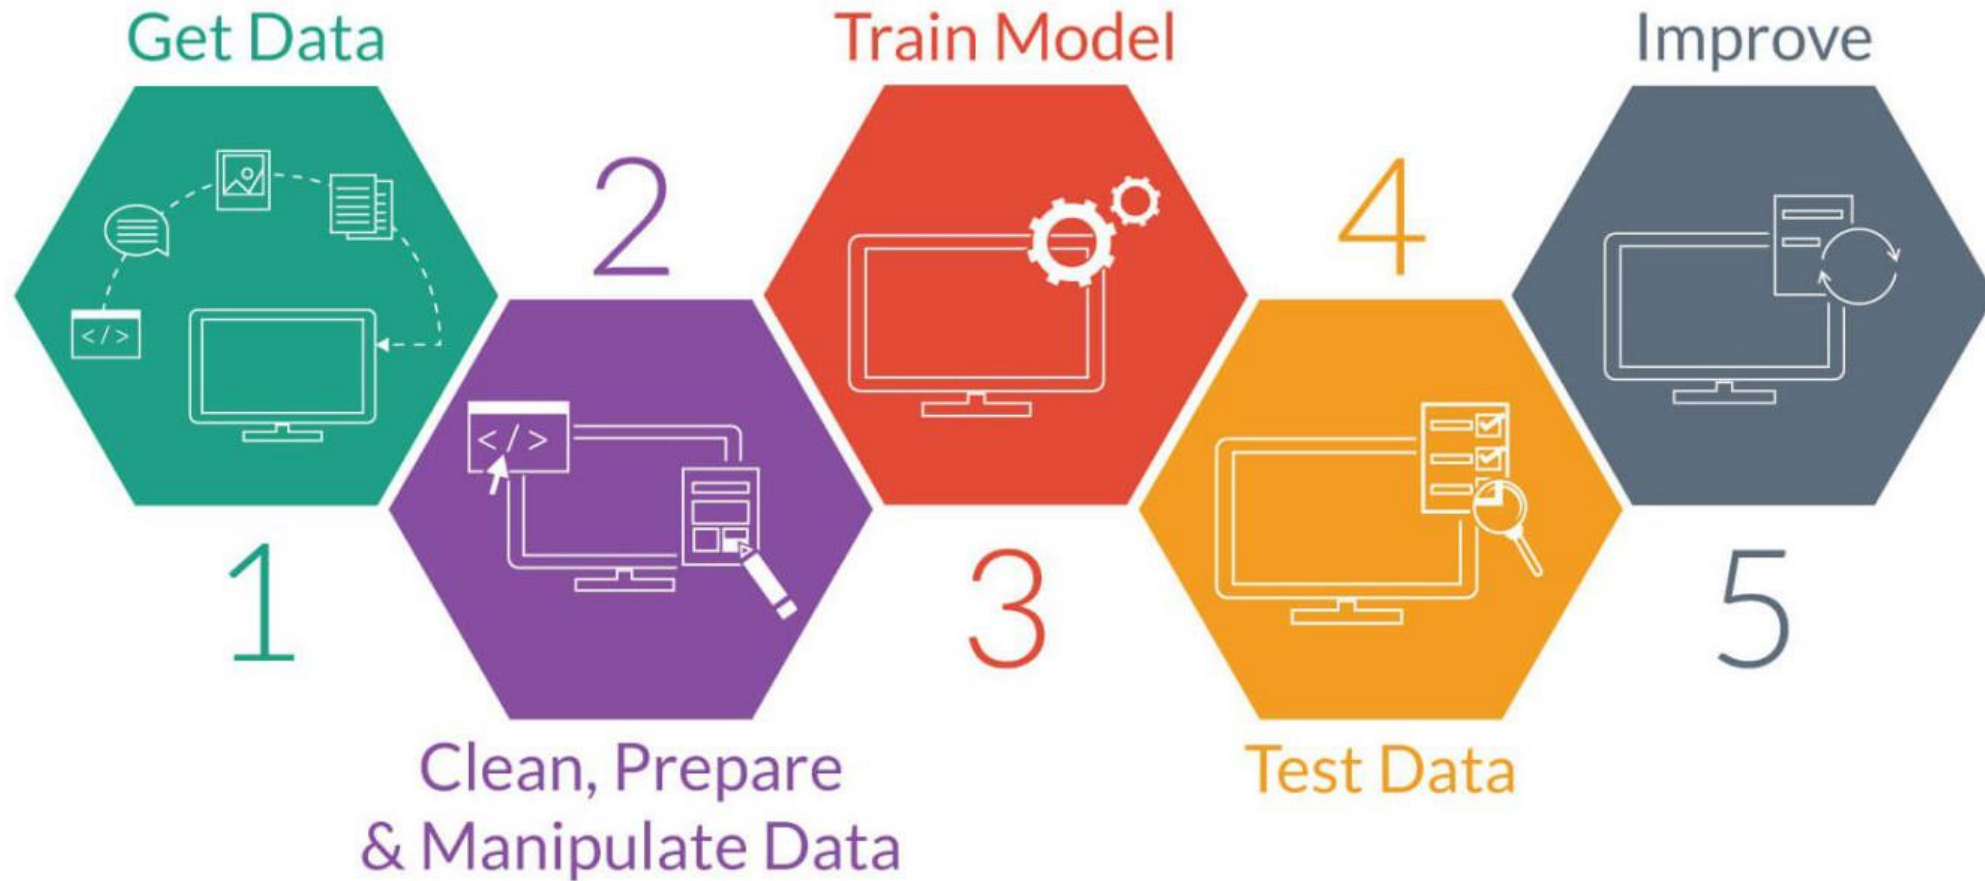 Get Data
1
2
Clean, Prepare
& Manipulate Data
Train Model
3
4
Test Data
Improve
5
</>
</>